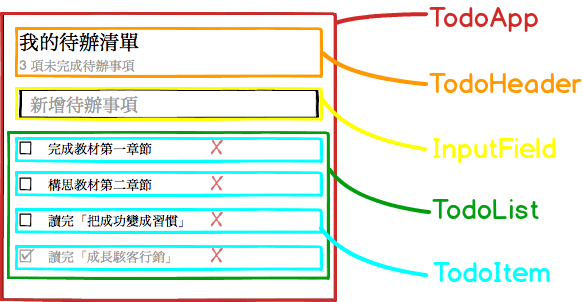 TodoApp
我的待辦清單
3 項未完成待辦事項
TodoHeader
新增待辦事項
InputField
完成教材第一章節 X
構思教材第二章節 X
讀完「把成功變成習慣」 X
TodoList
讀完「成長駭客行銷」 X
TodoItem